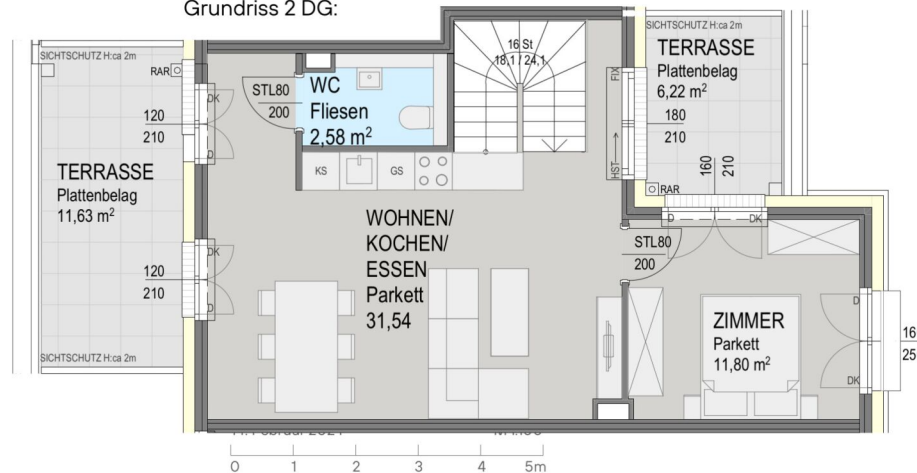 Grundriss 2 DG:
SICHTSCHUTZ H:ca 2m
RAR
DK
120
210
D
TERRASSE
Plattenbelag
11,63 m²
DK
120
210
D
SICHTSCHUTZ H:ca 2m
STL80
200
WC
Fliesen
2,58 m²
16 St
18,1 / 24,1
KS
GS
WOHNEN/
KOCHEN/
ESSEN
Parkett
31,54
FIX
HST
SICHTSCHUTZ H:ca 2m
TERRASSE
Plattenbelag
6,22 m²
180
210
160
210
RAR
D
DK
STL80
200
ZIMMER
Parkett
11,80 m²
D
DK
16
25
0 1 2 3 4 5m